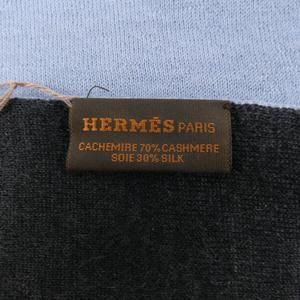 HERMÈS PARIS
CACHEMIRE 70% CASHMERE
SOIE 30% SILK